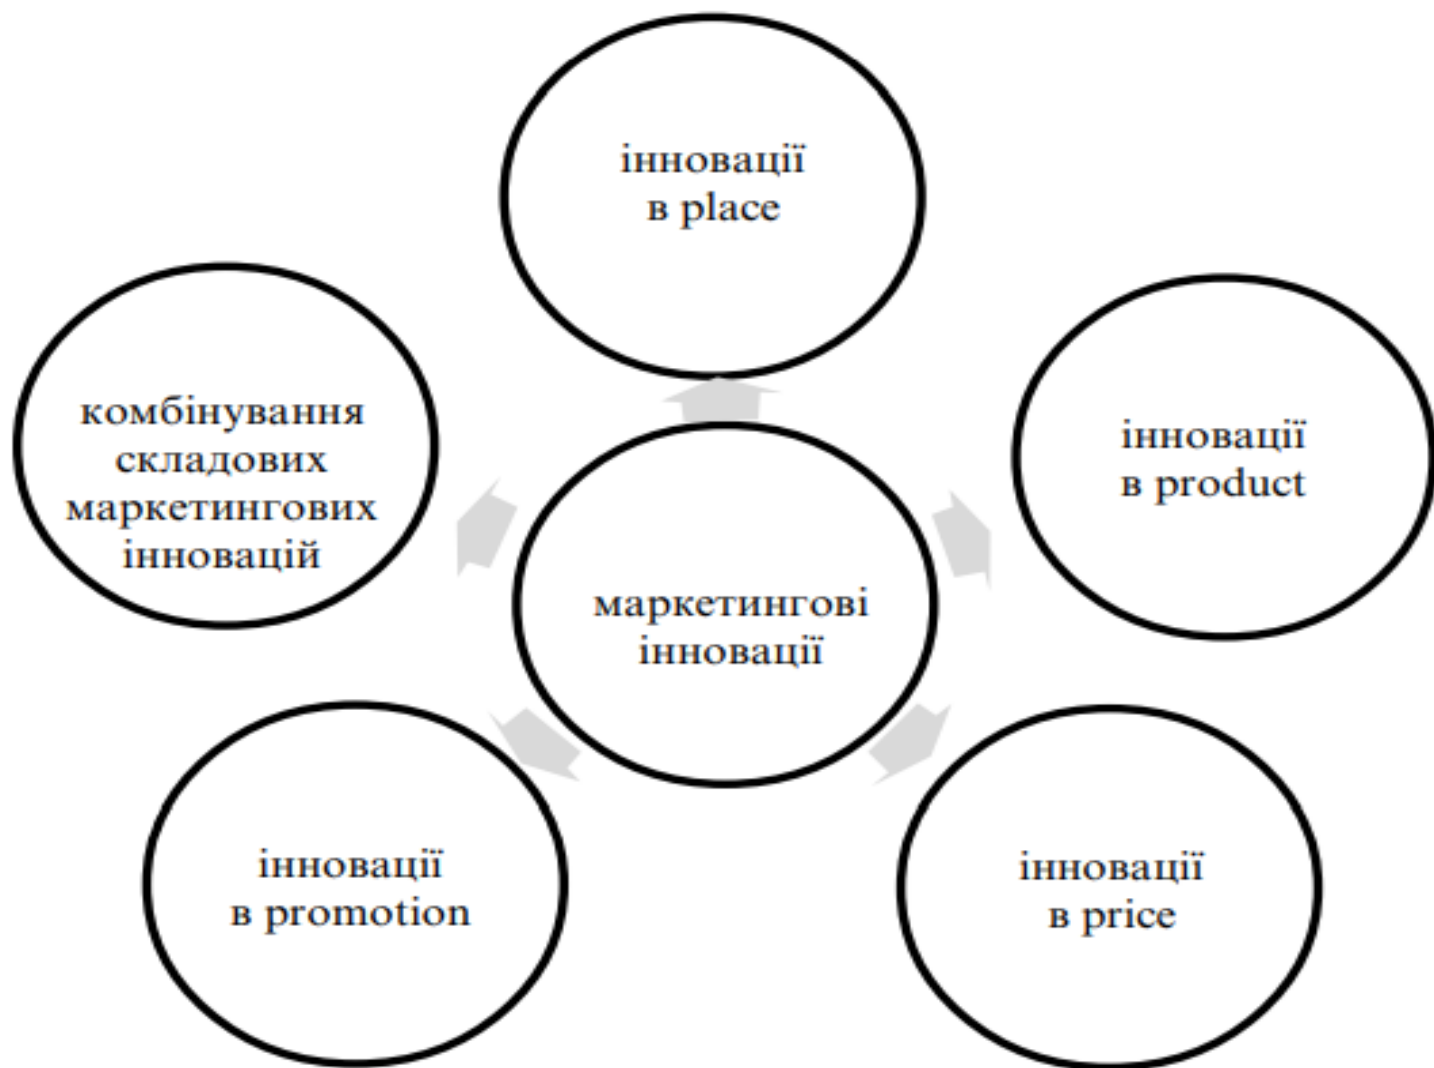 інновації
в place
комбінування
складових
маркетингових
інновацій
інновації
в product
маркетингові
інновації
інновації
в promotion
інновації
в price